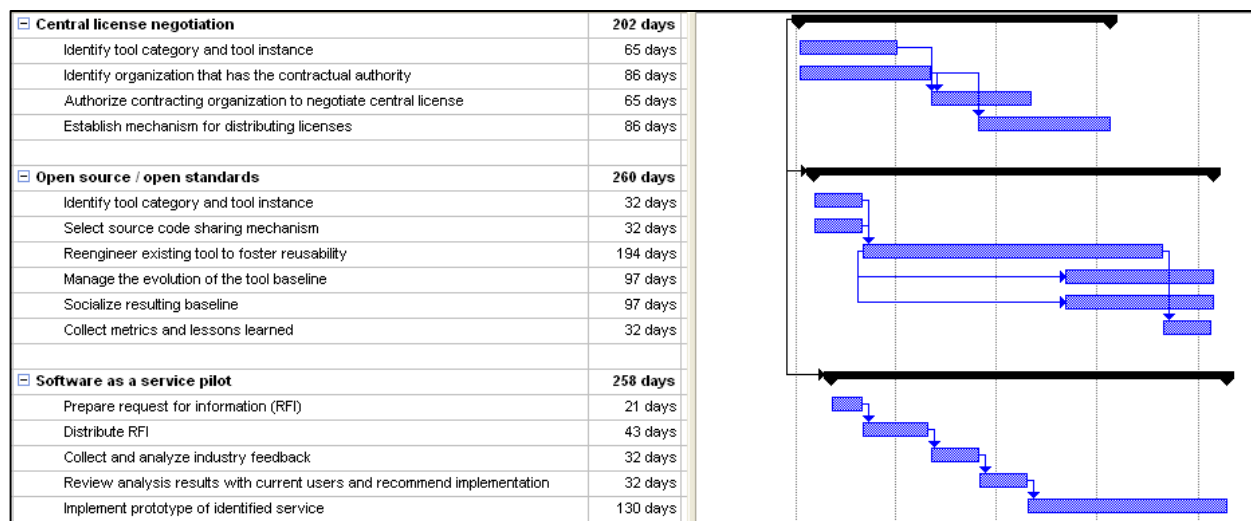 Central license negotiation 202 days
Identify tool category and tool instance 65 days
Identify organization that has the contractual authority 86 days
Authorize contracting organization to negotiate central license 65 days
Establish mechanism for distributing licenses 86 days
Open source / open standards 260 days
Identify tool category and tool instance 32 days
Select source code sharing mechanism 32 days
Reengineer existing tool to foster reusability 194 days
Manage the evolution of the tool baseline 97 days
Socialize resulting baseline 97 days
Collect metrics and lessons learned 32 days
Software as a service pilot 258 days
Prepare request for information (RFI) 21 days
Distribute RFI 43 days
Collect and analyze industry feedback 32 days
Review analysis results with current users and recommend implementation 32 days
Implement prototype of identified service 130 days